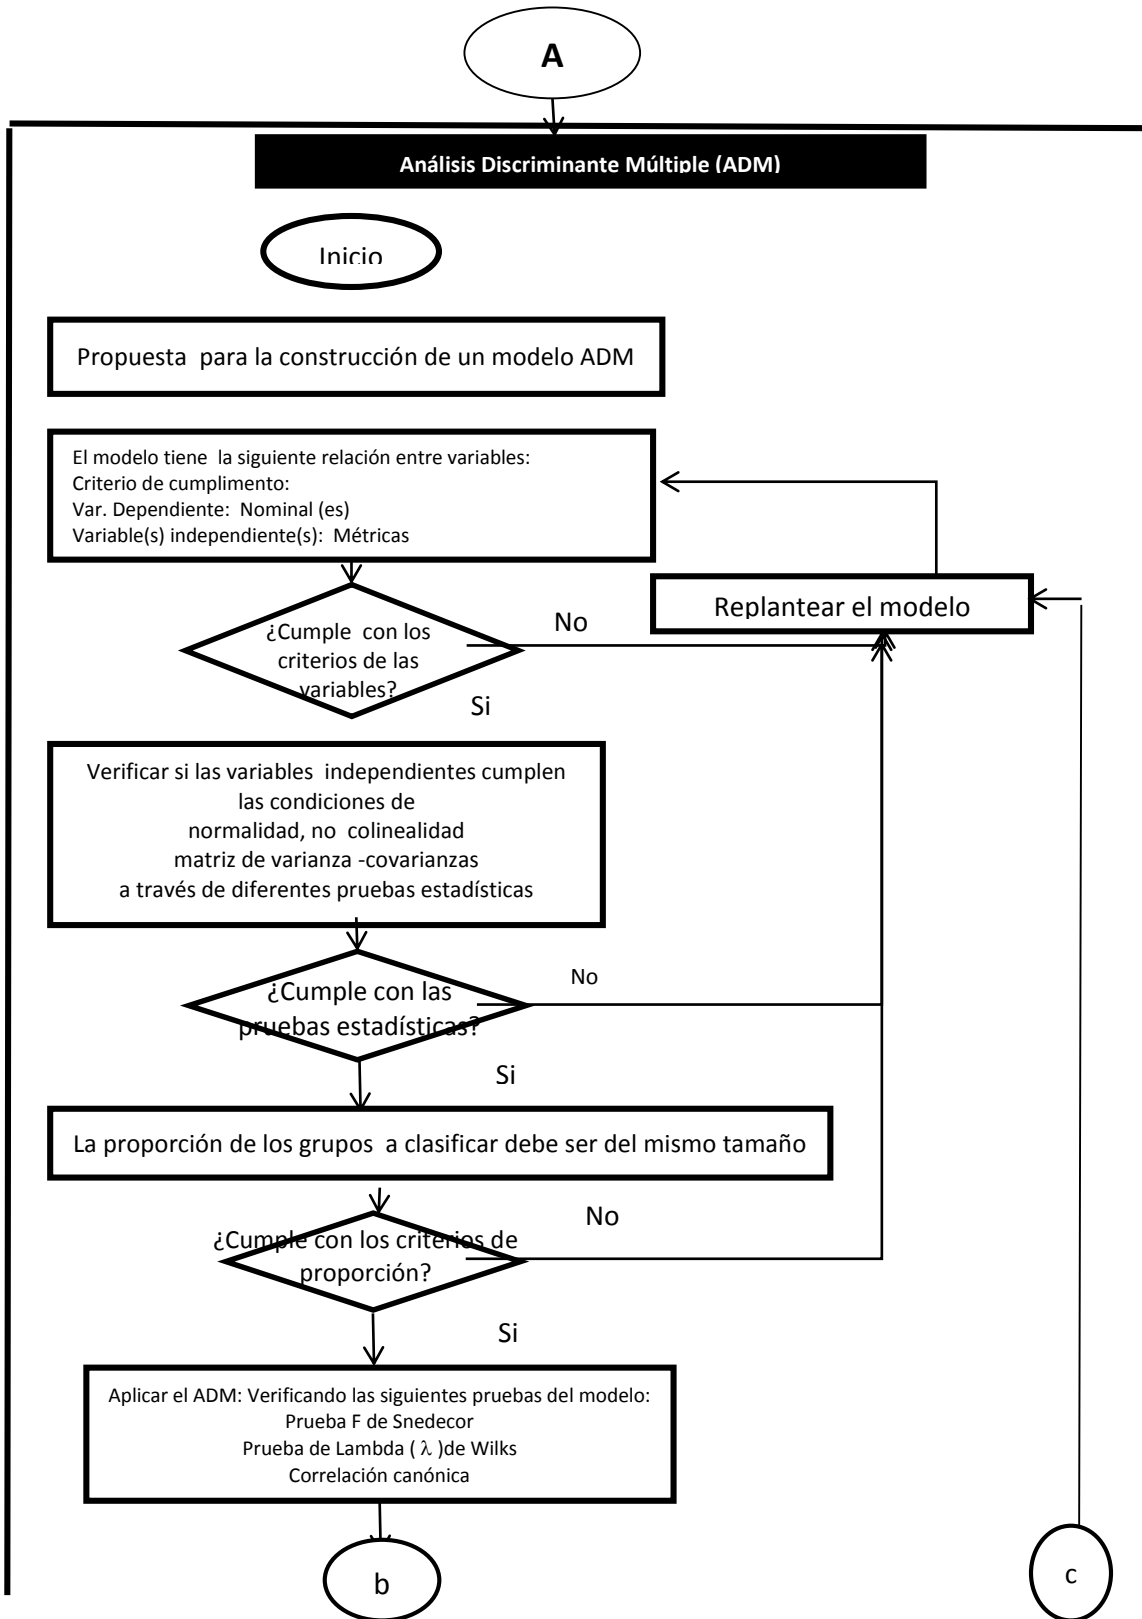 A
Análisis Discriminante Múltiple (ADM)
Inicio
Propuesta para la construcción de un modelo ADM
El modelo tiene la siguiente relación entre variables:
Criterio de cumplimento:
Var. Dependiente: Nominal (es)
Variable(s) independiente(s): Métricas
Replantear el modelo
¿Cumple con los
criterios de las
variables?
No
Si
Verificar si las variables independientes cumplen
las condiciones de
normalidad, no colinealidad
matriz de varianza -covarianzas
a través de diferentes pruebas estadísticas
¿Cumple con las
pruebas estadísticas?
No
Si
La proporción de los grupos a clasificar debe ser del mismo tamaño
¿Cumple con los criterios de
proporción?
No
Si
Aplicar el ADM: Verificando las siguientes pruebas del modelo:
Prueba F de Snedecor
Prueba de Lambda ( λ )de Wilks
Correlación canónica
b
c